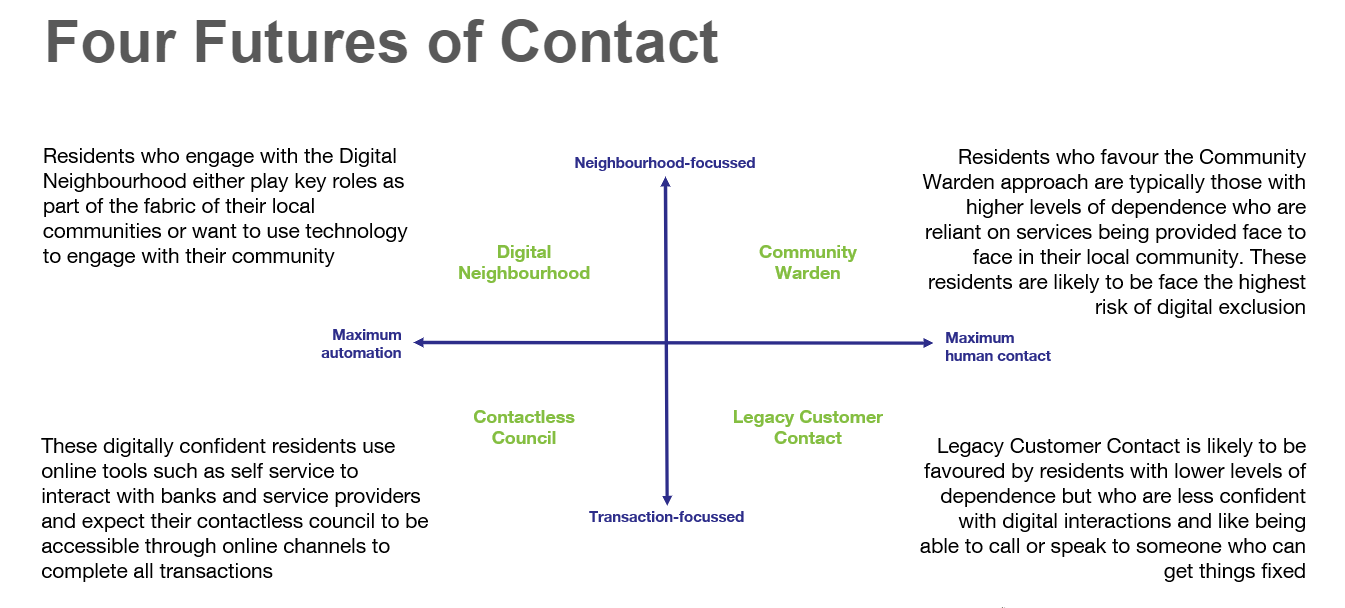 Four Futures of Contact
Residents who engage with the Digital
Neighbourhood either play key roles as
part of the fabric of their local
communities or want to use technology
to engage with their community
Neighbourhood-focussed
Residents who favour the Community
Warden approach are typically those with
higher levels of dependence who are
reliant on services being provided face to
face in their local community. These
residents are likely to be face the highest
risk of digital exclusion
Digital
Neighbourhood
Community
Warden
Maximum
automation
Maximum
human contact
Contactless
Council
Legacy Customer
Contact
These digitally confident residents use
online tools such as self service to
interact with banks and service providers
and expect their contactless council to be
accessible through online channels to
complete all transactions
Transaction-focussed
Legacy Customer Contact is likely to be
favoured by residents with lower levels of
dependence but who are less confident
with digital interactions and like being
able to call or speak to someone who can
get things fixed